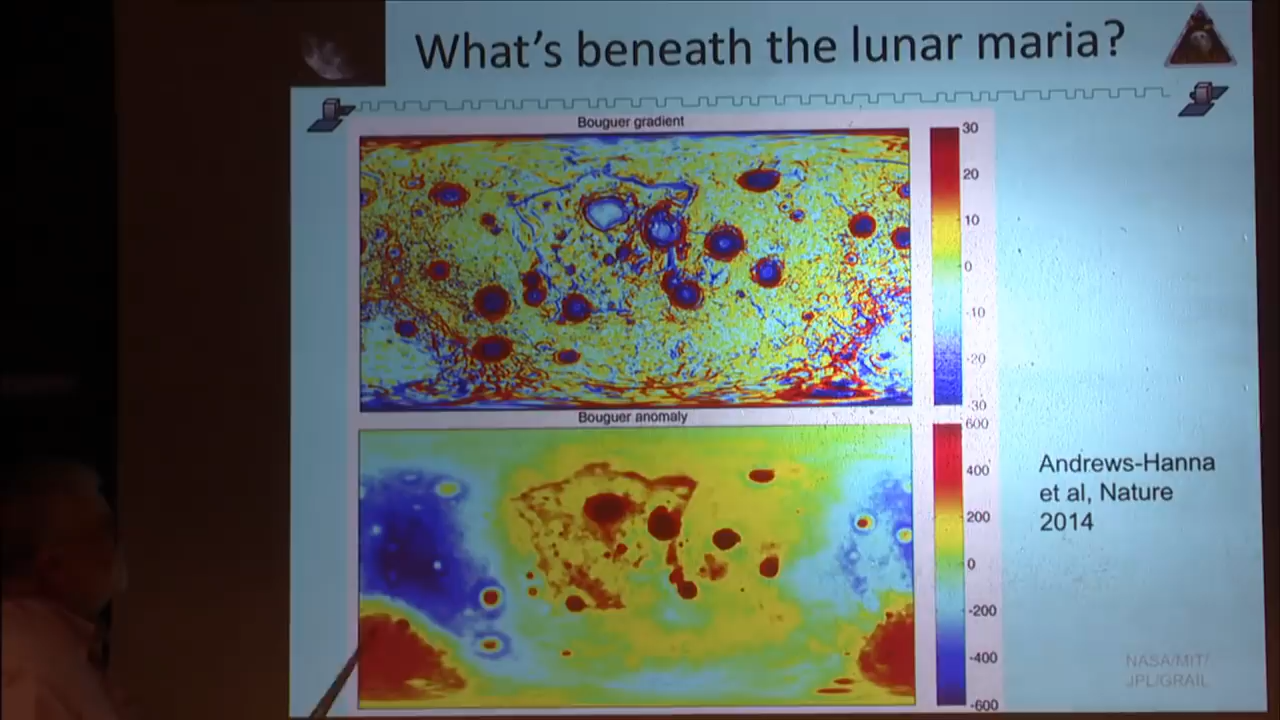 What's beneath the lunar maria?
Bouguer gradient
30
20
10
0
-10
-20
-30
Bouguer anomaly
600
400
200
0
-200
-400
-600
Andrews-Hanna
et al, Nature
2014
NASA/MIT/
JPL/GRAIL